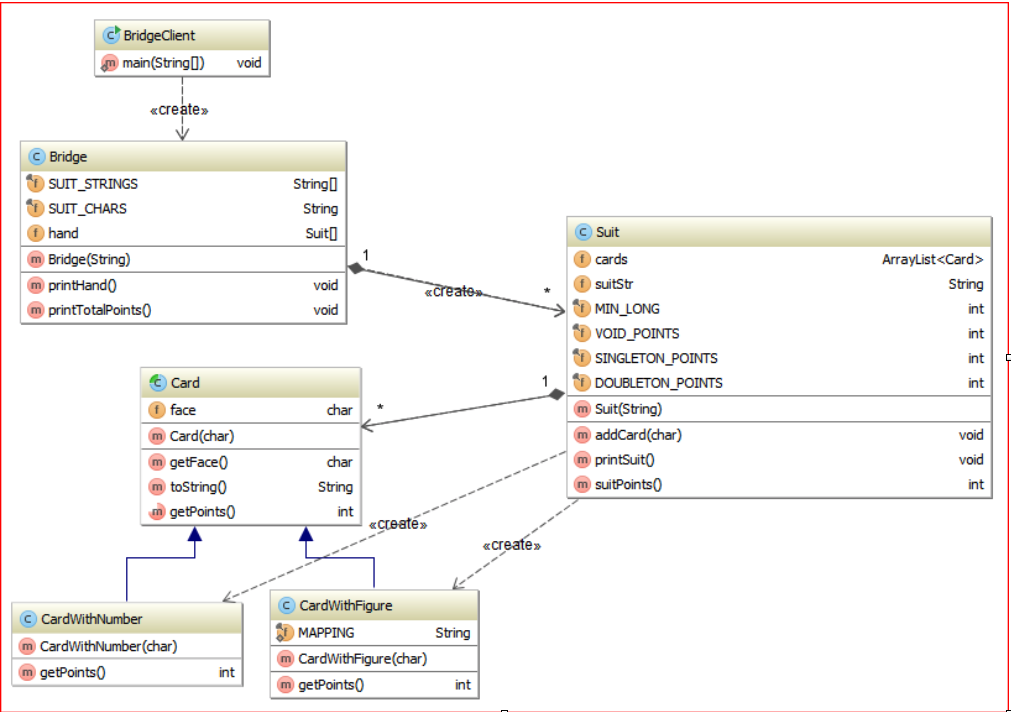 BridgeClient
main(String[]) void
«create»
Bridge
SUIT_STRINGS String[]
SUIT_CHARS String
hand Suit[]
Bridge(String)
printHand() void
printTotalPoints() void
1
«create»
*
Suit
cards ArrayList<Card>
suitStr String
MIN_LONG int
VOID_POINTS int
SINGLETON_POINTS int
DOUBLETON_POINTS int
Suit(String)
addCard(char) void
printSuit() void
suitPoints() int
1
*
Card
face char
Card(char)
getFace() char
toString() String
getPoints() int
«create»
«create»
CardWithNumber
CardWithNumber(char)
getPoints() int
CardWithFigure
MAPPING String
CardWithFigure(char)
getPoints() int